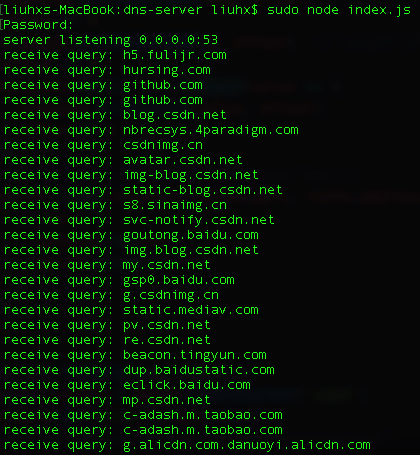 [liuhxs-MacBook:dns-server liuhx$ sudo node index.js
[Password:
server listening 0.0.0.0:53
receive query: h5.fulijr.com
receive query: hursing.com
receive query: github.com
receive query: github.com
receive query: blog.csdn.net
receive query: nbrecsys.4paradigm.com
receive query: csdnimg.cn
receive query: avatar.csdn.net
receive query: img-blog.csdn.net
receive query: static-blog.csdn.net
receive query: s8.sinaimg.cn
receive query: svc-notify.csdn.net
receive query: goutong.baidu.com
receive query: img.blog.csdn.net
receive query: my.csdn.net
receive query: gsp0.baidu.com
receive query: g.csdnimg.cn
receive query: static.mediav.com
receive query: pv.csdn.net
receive query: re.csdn.net
receive query: beacon.tingyun.com
receive query: dup.baidustatic.com
receive query: eclick.baidu.com
receive query: mp.csdn.net
receive query: c-adash.m.taobao.com
receive query: c-adash.m.taobao.com
receive query: g.alicdn.com.danuoyi.alicdn.com